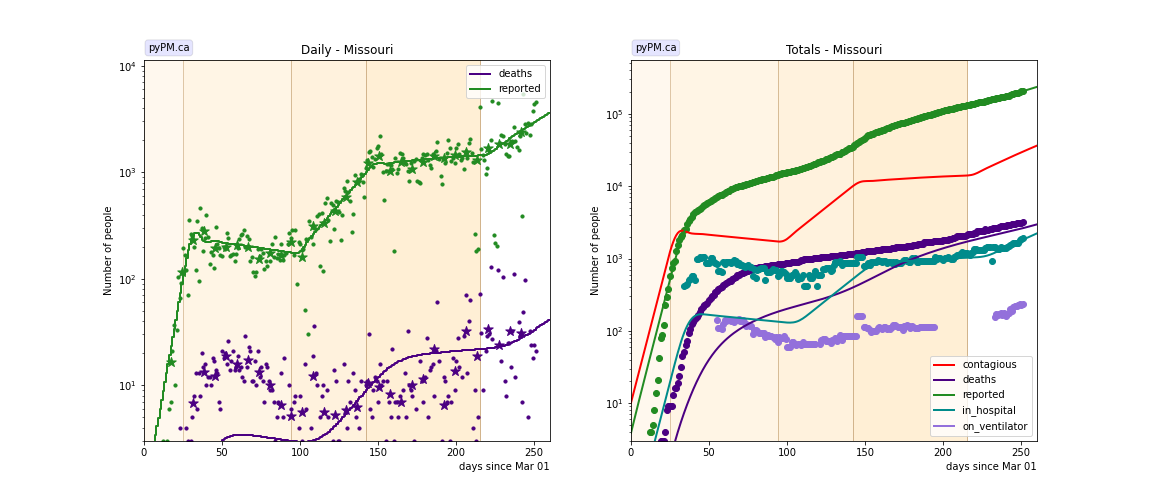 pyPM.ca
Daily - Missouri
deaths
reported
Number of people
10⁴
10³
10²
10¹
0
50
100
150
200
250
days since Mar 01
pyPM.ca
Totals - Missouri
Number of people
10⁵
10⁴
10³
10²
10¹
contagious
deaths
reported
in_hospital
on_ventilator
0
50
100
150
200
250
days since Mar 01